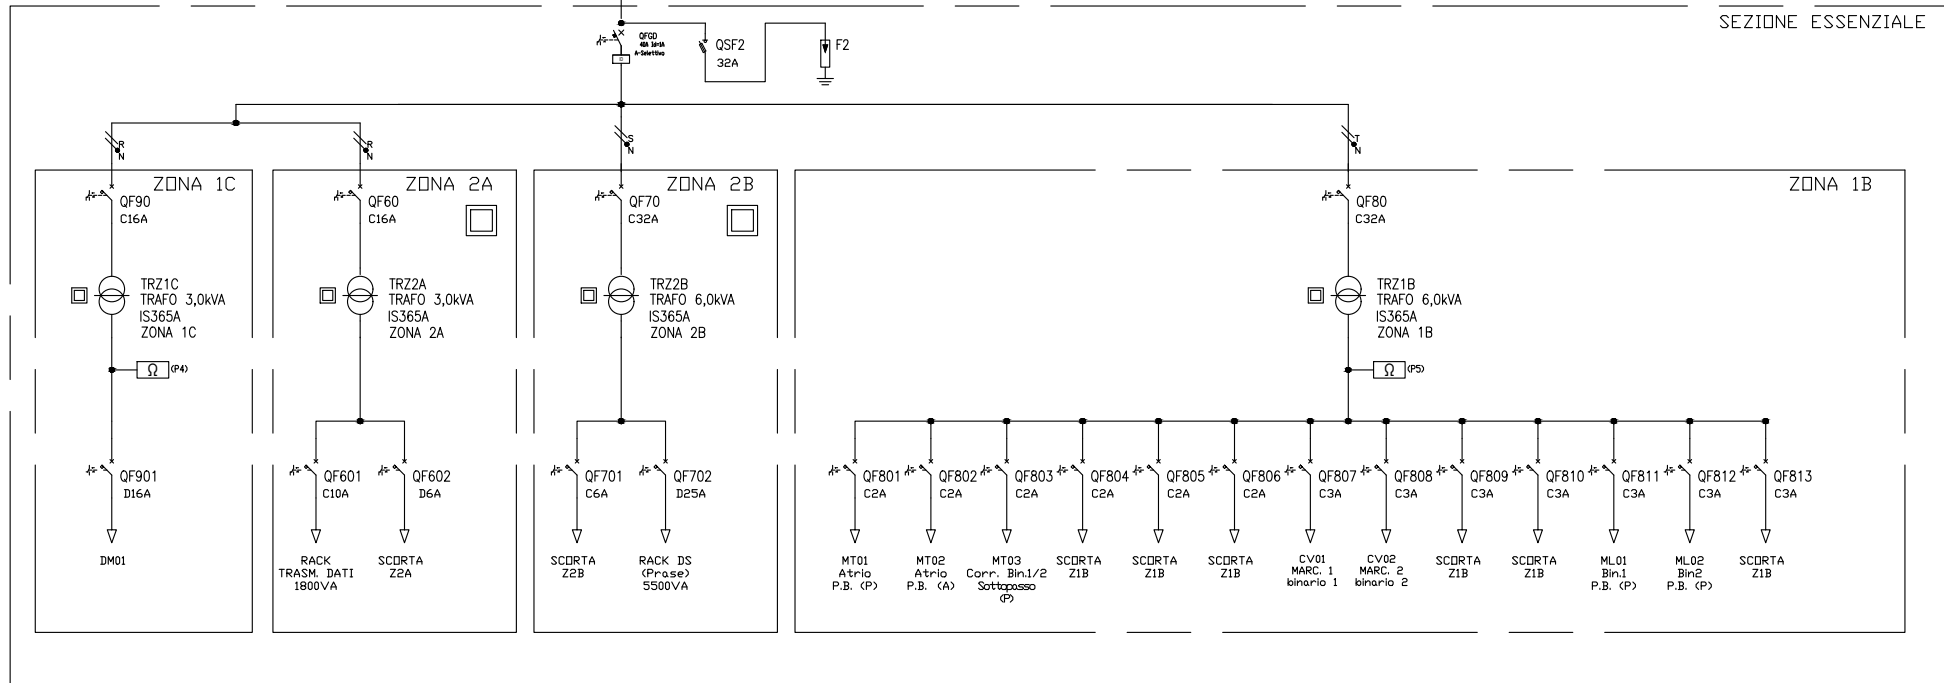 SEZIONE ESSENZIALE
QFGD
40A Id=1A
A-Selettivo
QSF2
32A
F2
R
N
R
N
S
N
T
N
ZONA 1C
QF90
C16A
TRZ1C
TRAFO 3,0kVA
IS365A
ZONA 1C
Ω (P4)
QF901
D16A
DM01
ZONA 2A
QF60
C16A
TRZ2A
TRAFO 3,0kVA
IS365A
ZONA 2A
QF601
C10A
QF602
D6A
RACK
TRASM. DATI
1800VA
SCORTA
Z2A
ZONA 2B
QF70
C32A
TRZ2B
TRAFO 6,0kVA
IS365A
ZONA 2B
QF701
C6A
QF702
D25A
SCORTA
Z2B
RACK DS
(Prase)
5500VA
ZONA 1B
QF80
C32A
TRZ1B
TRAFO 6,0kVA
IS365A
ZONA 1B
Ω (P5)
QF801
C2A
QF802
C2A
QF803
C2A
QF804
C2A
QF805
C2A
QF806
C2A
QF807
C3A
QF808
C3A
QF809
C3A
QF810
C3A
QF811
C3A
QF812
C3A
QF813
C3A
MT01
Atrio
P.B. (P)
MT02
Atrio
P.B. (A)
MT03
Corr. Bin.1/2
Sottopasso
(P)
SCORTA
Z1B
SCORTA
Z1B
SCORTA
Z1B
CV01
MARC. 1
binario 1
CV02
MARC. 2
binario 2
SCORTA
Z1B
SCORTA
Z1B
ML01
Bin.1
P.B. (P)
ML02
Bin2
P.B. (P)
SCORTA
Z1B